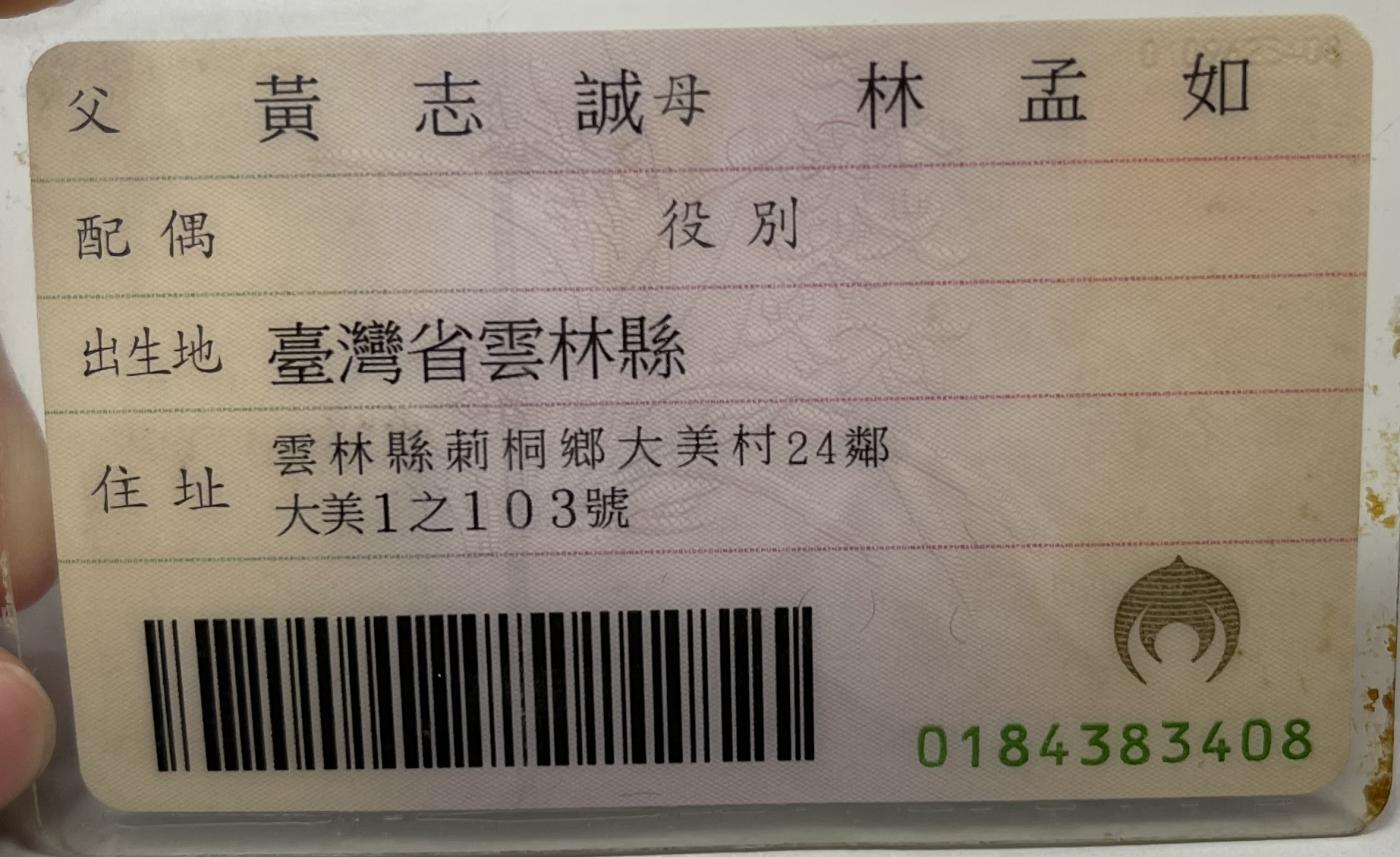 父 黃志誠 母 林孟如
配偶 役別
出生地 臺灣省雲林縣
住址 雲林縣莿桐鄉大美村24鄰
大美1之103號
0184383408